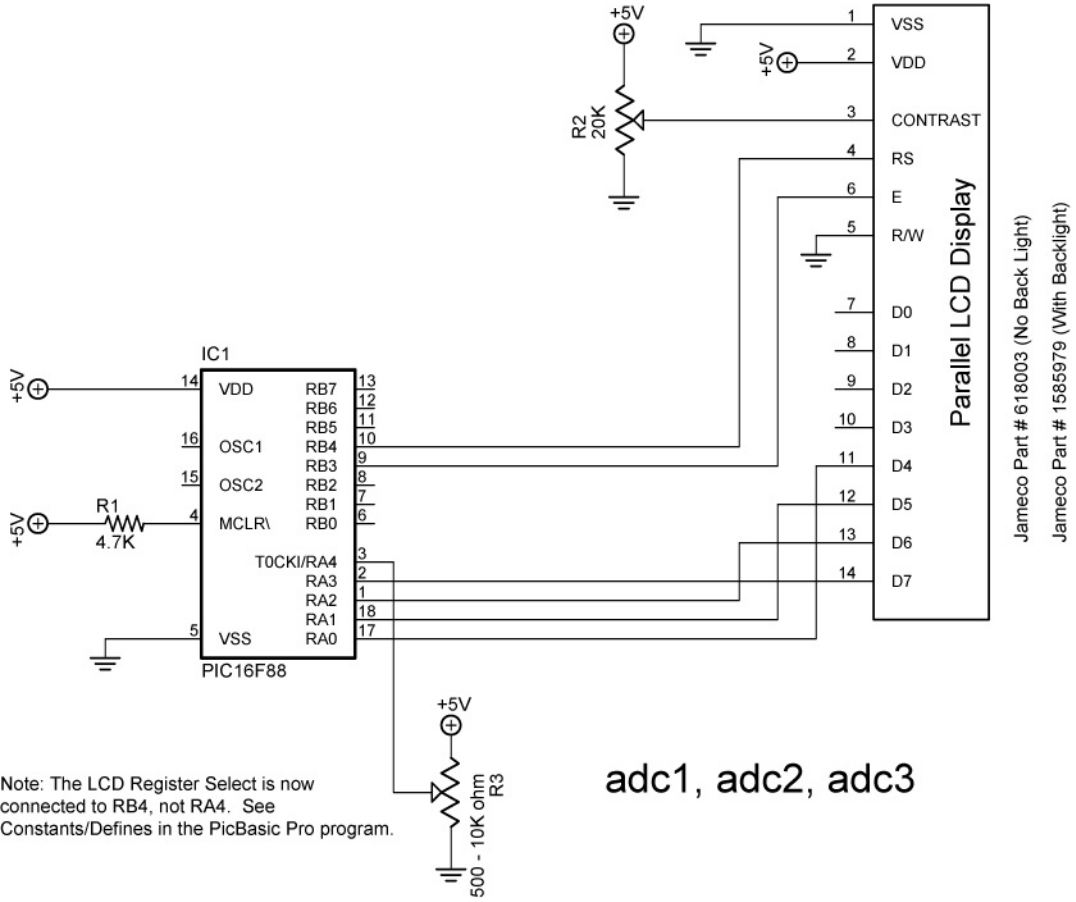 +5V
R2
20K
+5V
1
VSS
2
VDD
3
CONTRAST
4
RS
6
E
5
R/W
7
D0
8
D1
9
D2
10
D3
11
D4
12
D5
13
D6
14
D7
Parallel LCD Display
Jameco Part # 618003 (No Back Light)
Jameco Part # 1585979 (With Backlight)
IC1
+5V
14
VDD
16
OSC1
15
OSC2
+5V
R1
4.7K
4
MCLR\
5
VSS
RB7
13
RB6
12
RB5
11
RB4
10
RB3
9
RB2
8
RB1
7
RB0
6
T0CKI/RA4
3
RA3
2
RA2
1
RA1
18
RA0
17
PIC16F88
+5V
500 - 10K ohm
R3
adc1, adc2, adc3
Note: The LCD Register Select is now
connected to RB4, not RA4. See
Constants/Defines in the PicBasic Pro program.